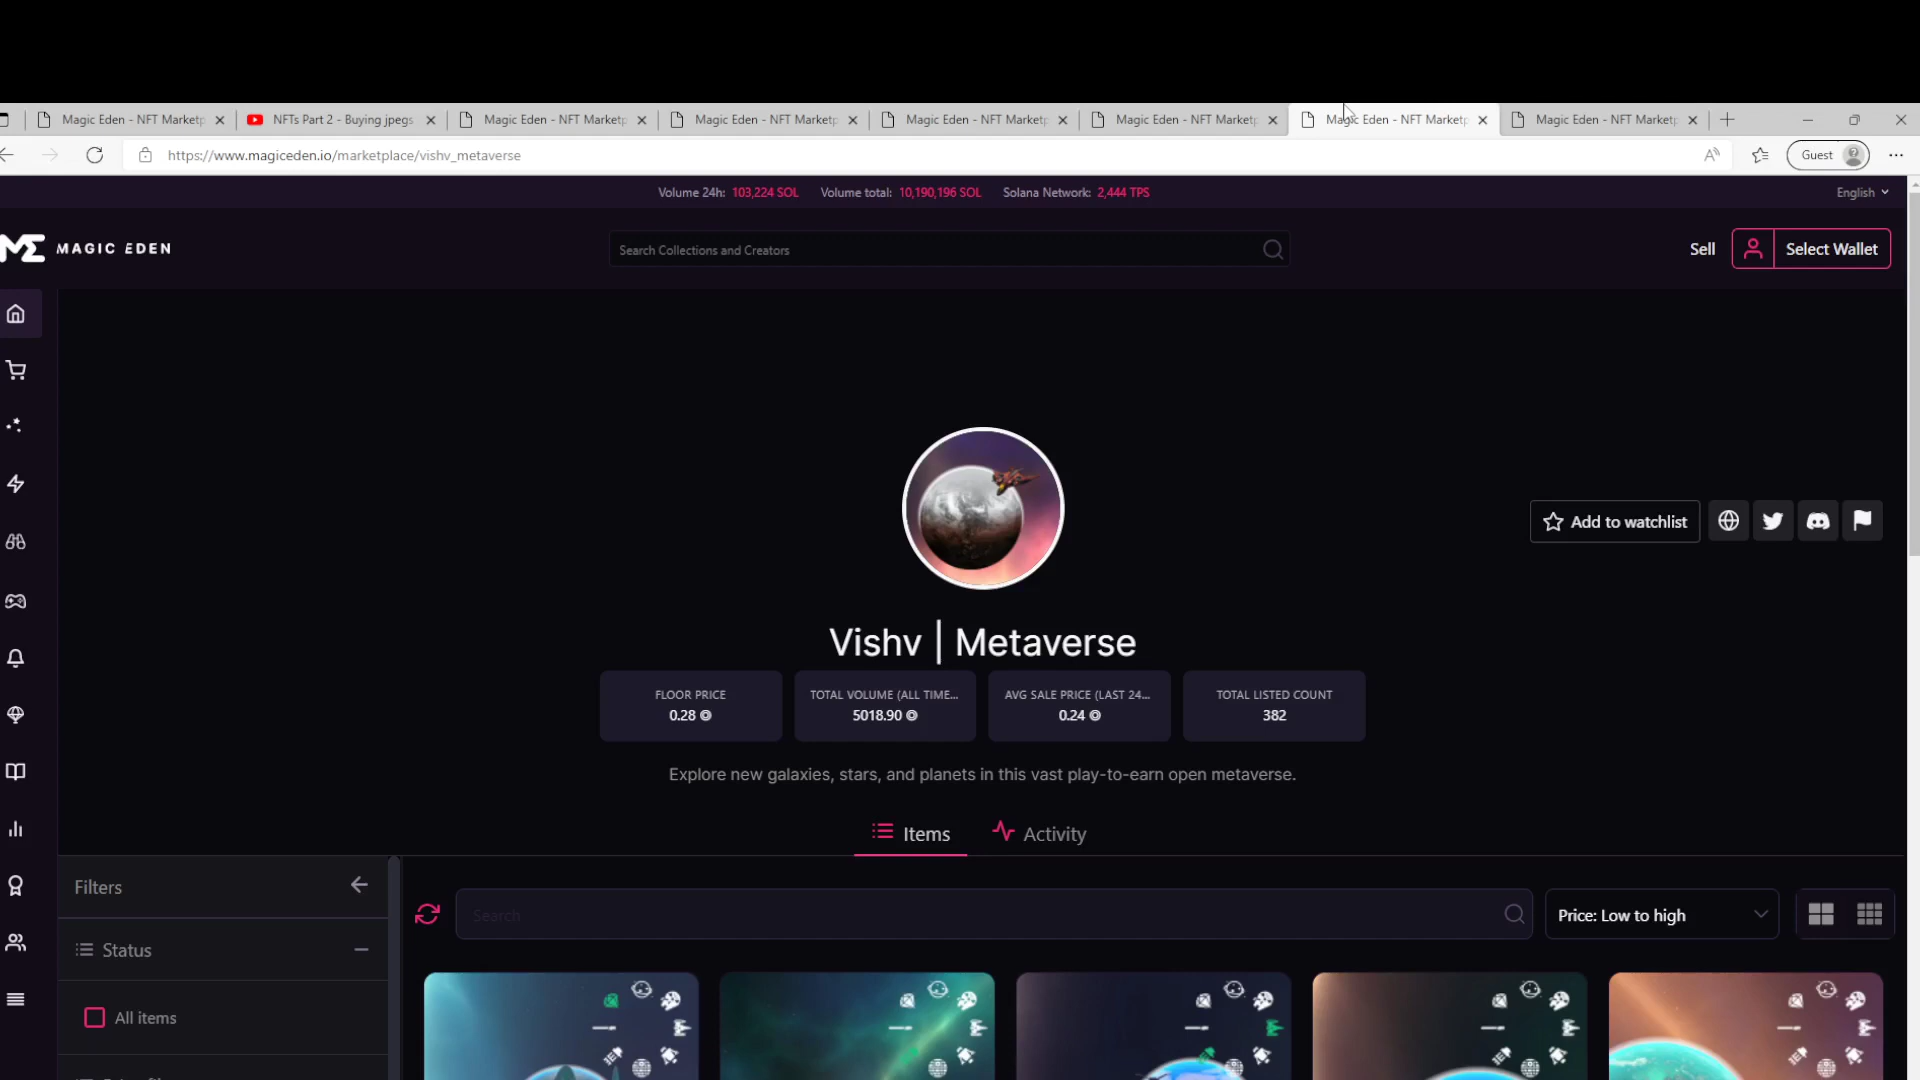 Magic Eden - NFT Marketp
NFTs Part 2 - Buying jpegs
Magic Eden - NFT Marketp
Magic Eden - NFT Marketp
Magic Eden - NFT Marketp
Magic Eden - NFT Marketp
Magic Eden - NFT Market
Magic Eden - NFT Market
https://www.magiceden.io/marketplace/vishv_metaverse
Guest
Volume 24h: 103,224 SOL Volume total: 10,190,196 SOL Solana Network: 2,444 TPS
English
MAGIC EDEN
Search Collections and Creators
Sell
Select Wallet
Add to watchlist
Vishv | Metaverse
FLOOR PRICE
0.28
TOTAL VOLUME (ALL TIME...
5018.90
AVG SALE PRICE (LAST 24...
0.24
TOTAL LISTED COUNT
382
Explore new galaxies, stars, and planets in this vast play-to-earn open metaverse.
Items
Activity
Filters
Search
Price: Low to high
Status
All items